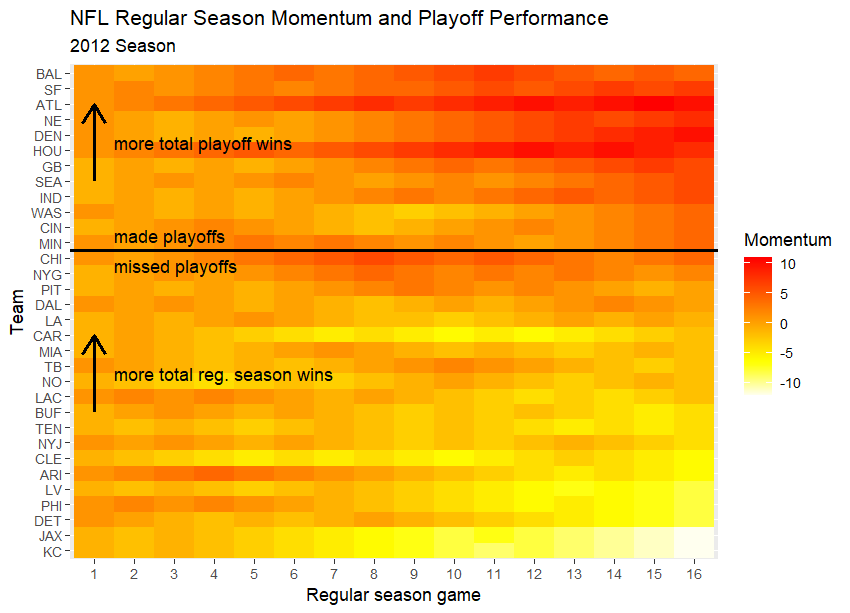 NFL Regular Season Momentum and Playoff Performance
2012 Season
Team
BAL
SF
ATL
NE
DEN
more total playoff wins
HOU
GB
SEA
IND
WAS
CIN
made playoffs
MIN
CHI
missed playoffs
NYG
PIT
DAL
LA
CAR
MIA
TB
more total reg. season wins
NO
LAC
BUF
TEN
NYJ
CLE
ARI
LV
PHI
DET
JAX
KC
1 2 3 4 5 6 7 8 9 10 11 12 13 14 15 16
Regular season game
Momentum
10
5
0
-5
-10